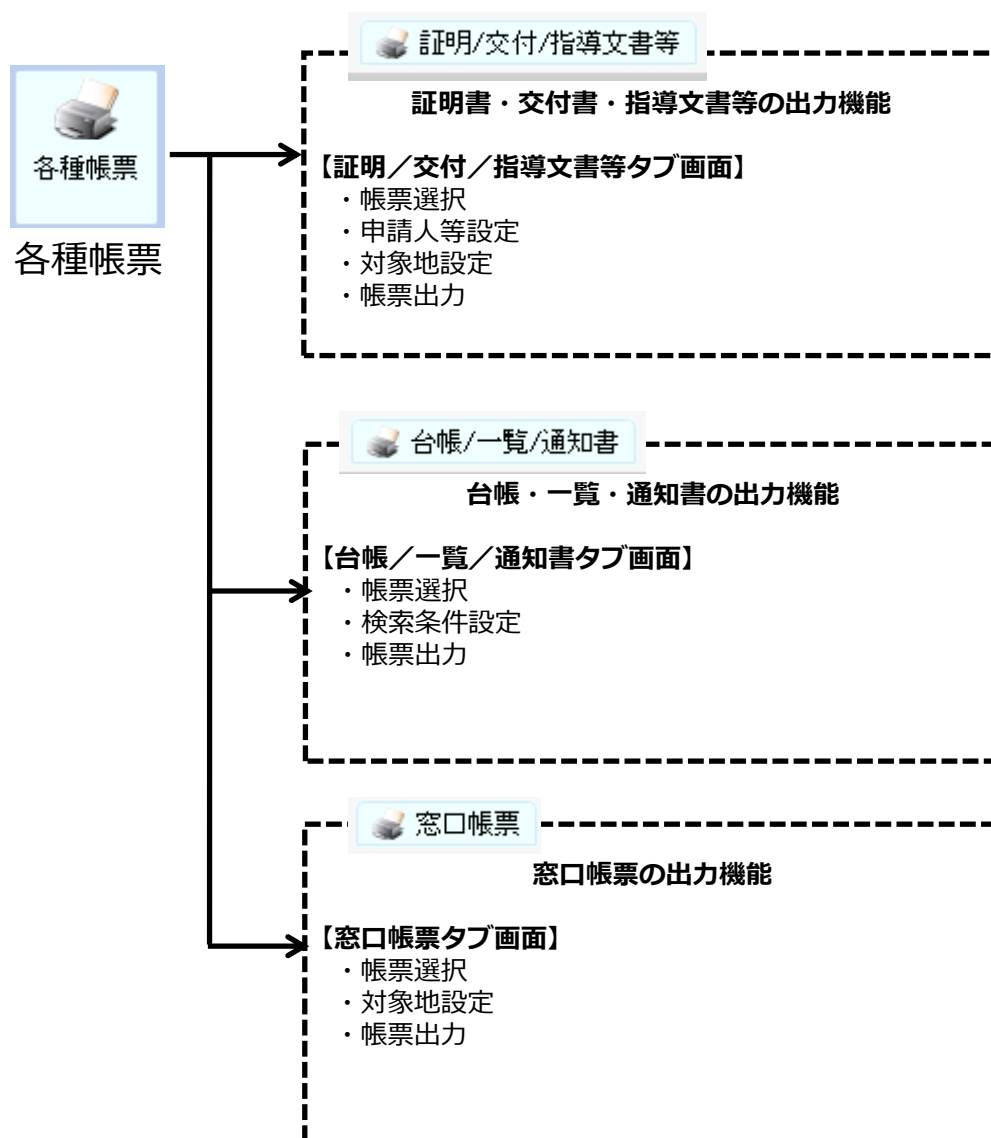 各種帳票
各種帳票
証明/交付/指導文書等
証明書・交付書・指導文書等の出力機能
【証明／交付／指導文書等タブ画面】
・帳票選択
・申請人等設定
・対象地設定
・帳票出力
台帳/一覧/通知書
台帳・一覧・通知書の出力機能
【台帳／一覧／通知書タブ画面】
・帳票選択
・検索条件設定
・帳票出力
窓口帳票
窓口帳票の出力機能
【窓口帳票タブ画面】
・帳票選択
・対象地設定
・帳票出力